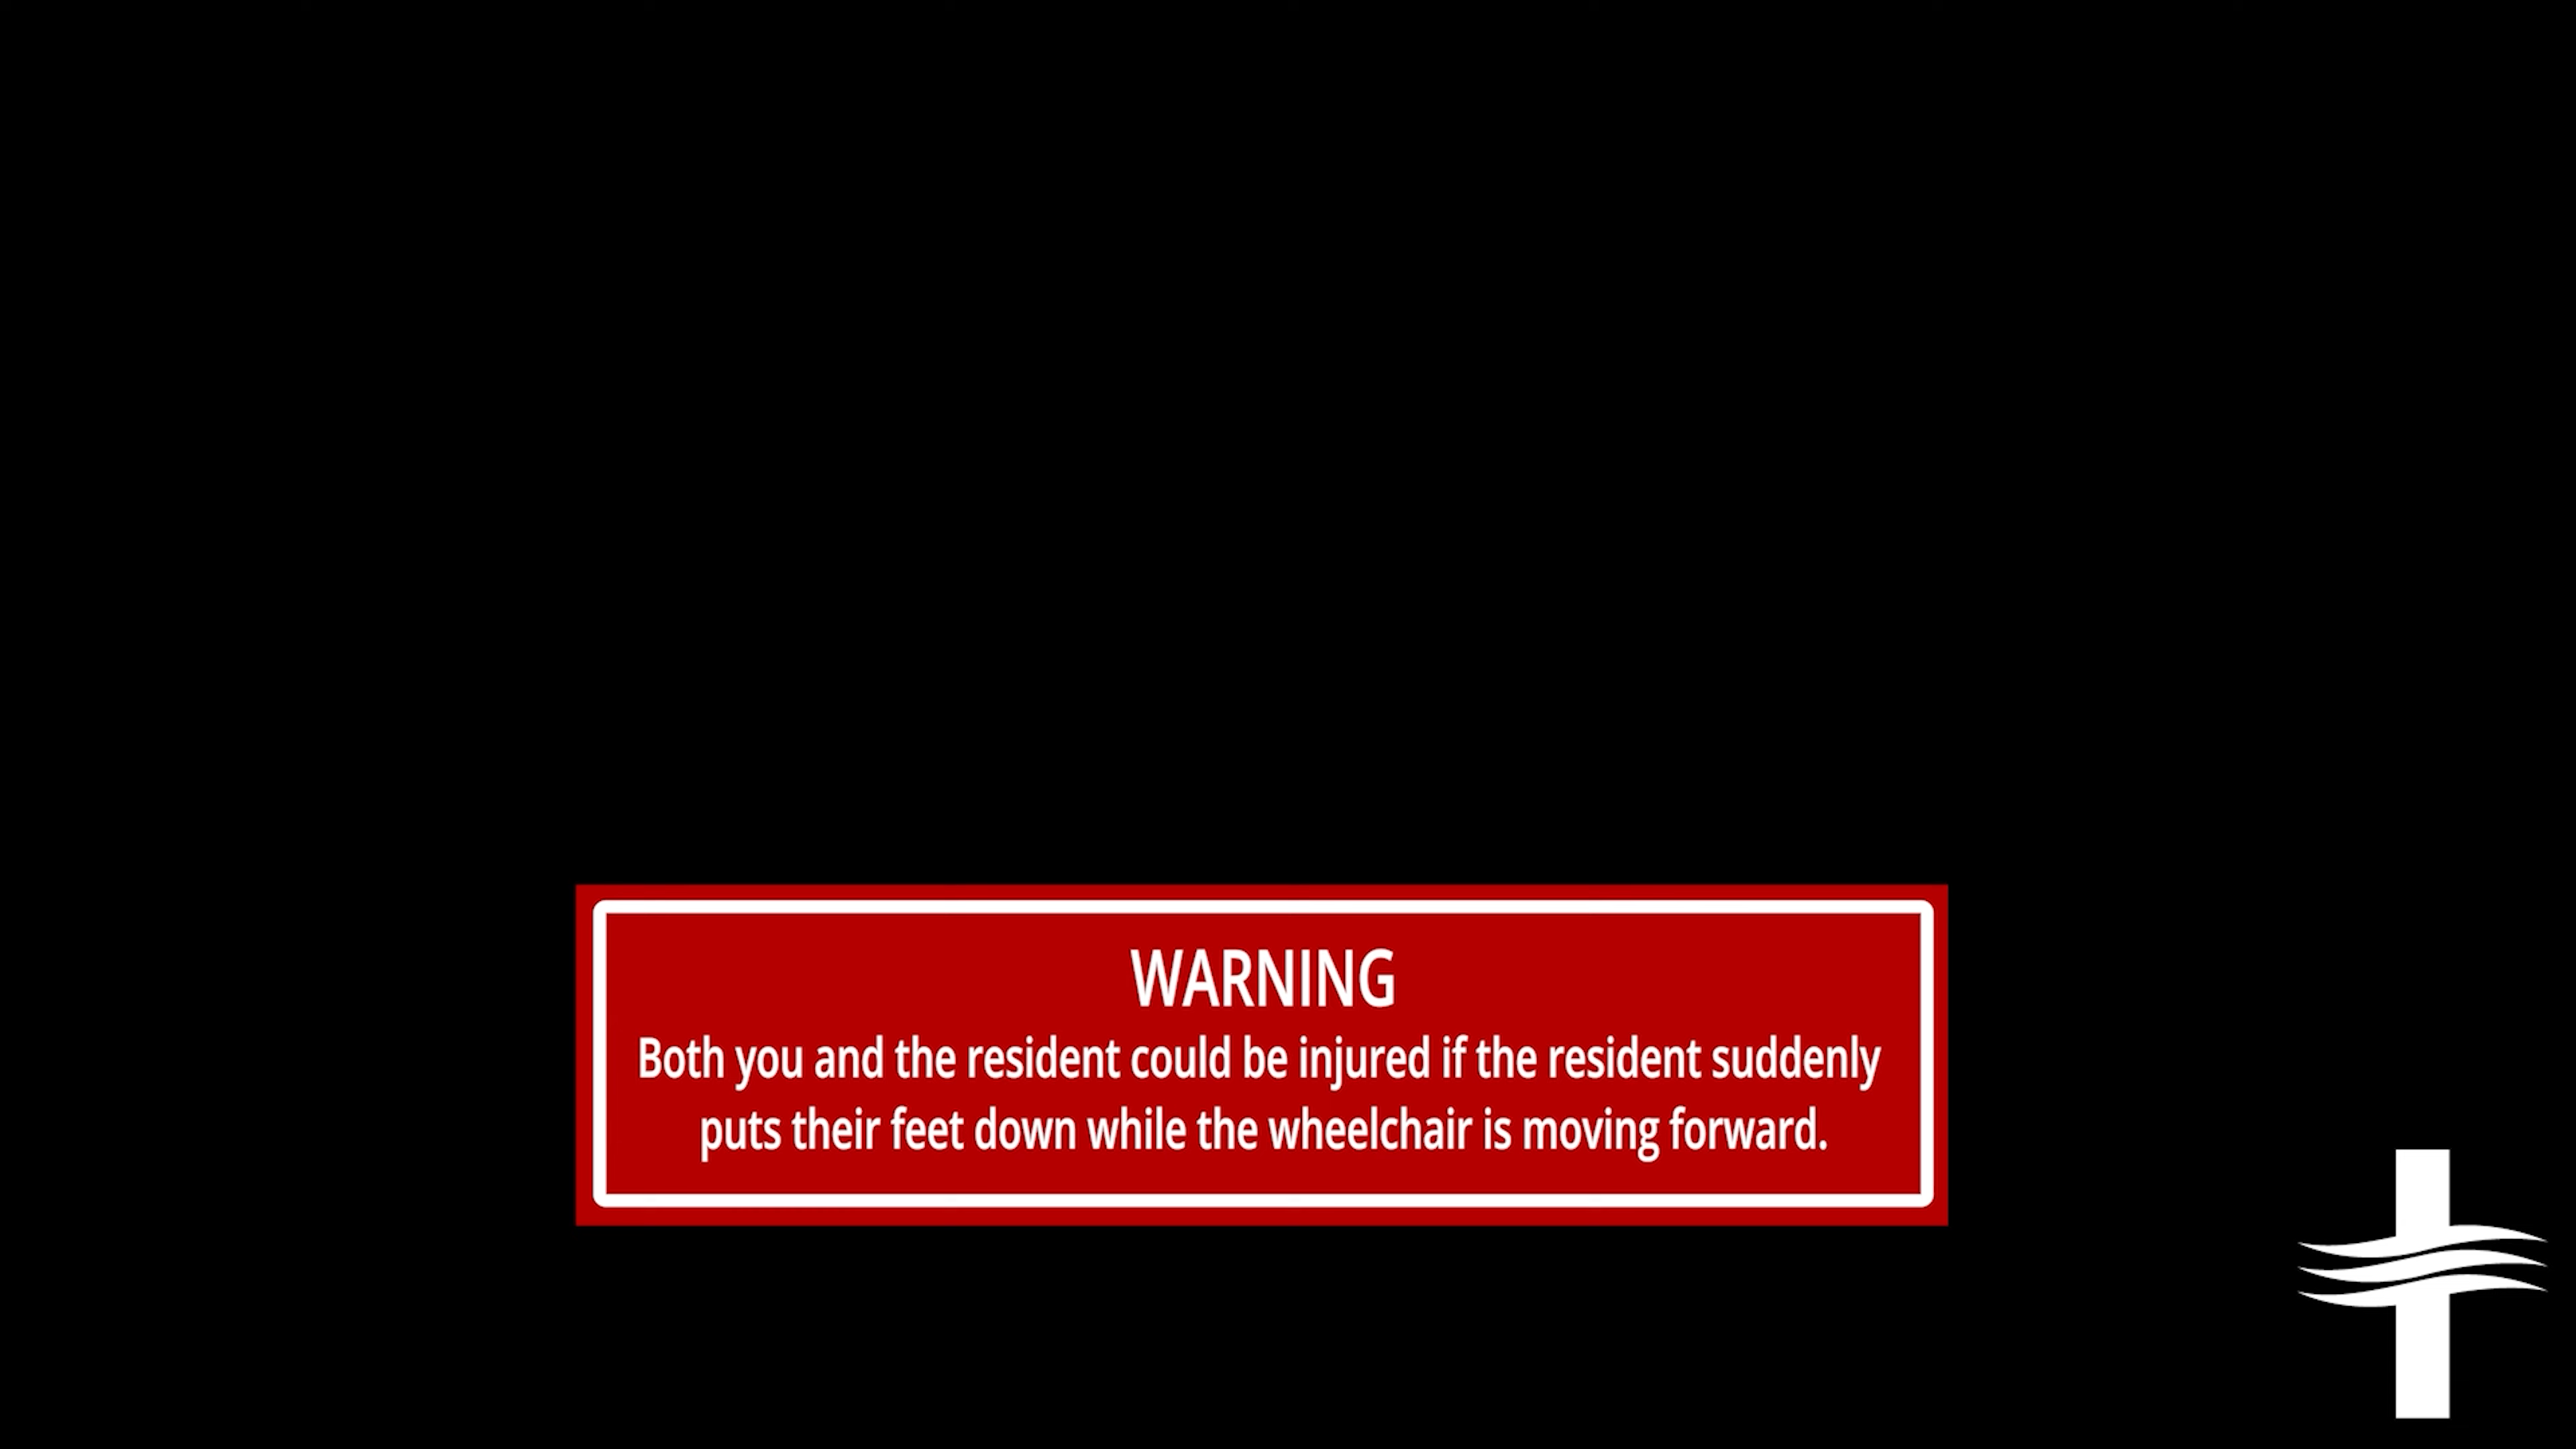 WARNING
Both you and the resident could be injured if the resident suddenly
puts their feet down while the wheelchair is moving forward.